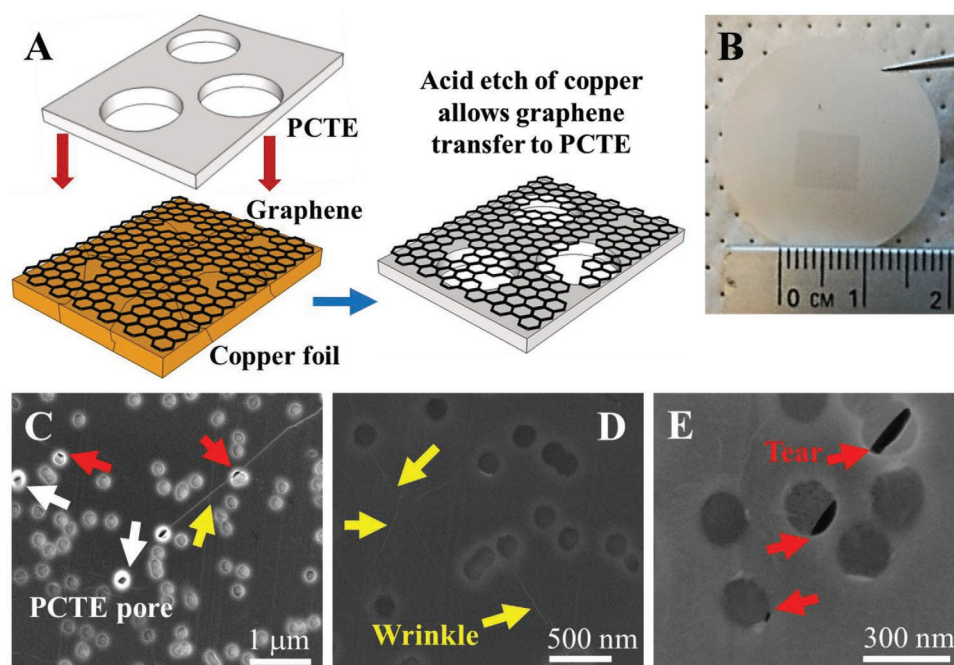 A
PCTE
Graphene
Copper foil
Acid etch of copper
allows graphene
transfer to PCTE
B
0 CM 1 2
C
PCTE pore
1 μm
D
Wrinkle
500 nm
E
Tear
300 nm